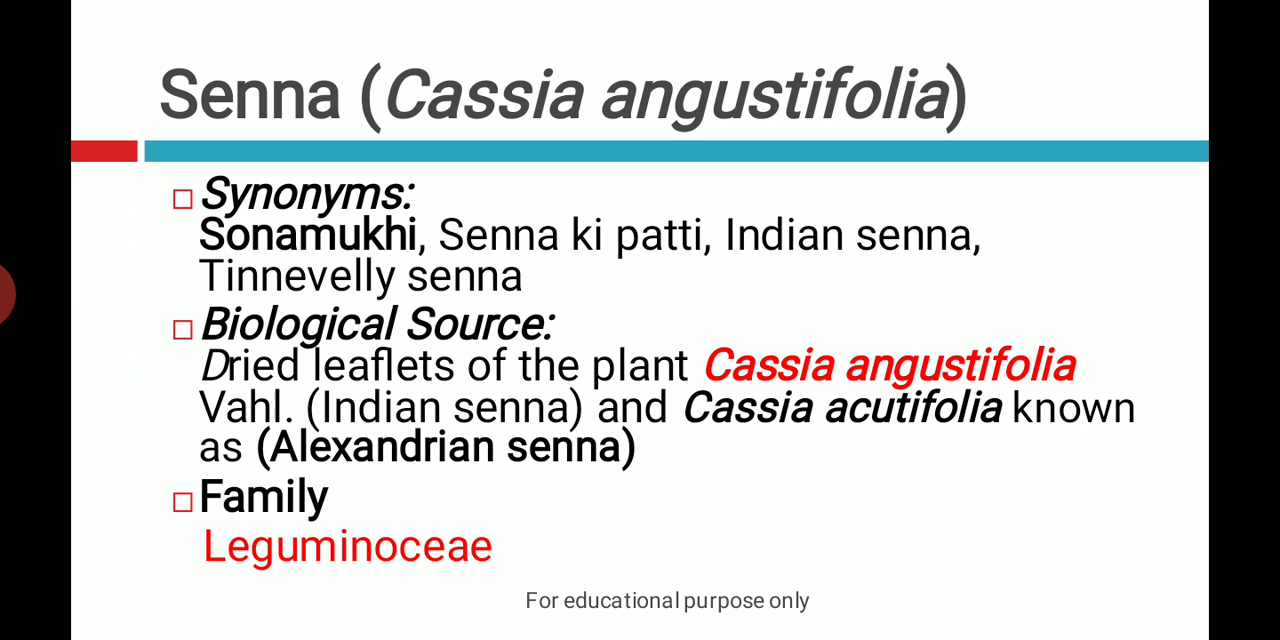 Senna (Cassia angustifolia)
Synonyms:
Sonamukhi, Senna ki patti, Indian senna,
Tinnevelly senna
Biological Source:
Dried leaflets of the plant Cassia angustifolia
Vahl. (Indian senna) and Cassia acutifolia known
as (Alexandrian senna)
Family
Leguminoceae
For educational purpose only